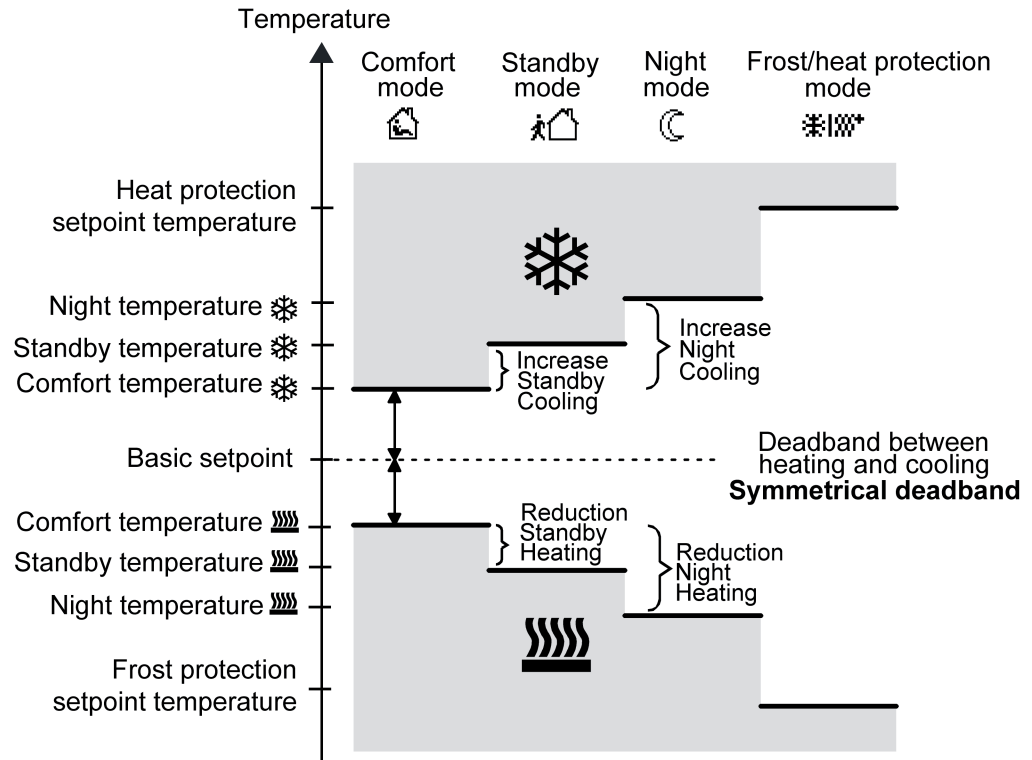 Temperature
Comfort
mode
Standby
mode
Night
mode
Frost/heat protection
mode
Heat protection
setpoint temperature
Night temperature
Standby temperature
Comfort temperature
Increase
Standby
Cooling
Increase
Night
Cooling
Basic setpoint
Deadband between
heating and cooling
Symmetrical deadband
Comfort temperature
Standby temperature
Night temperature
Reduction
Standby
Heating
Reduction
Night
Heating
Frost protection
setpoint temperature